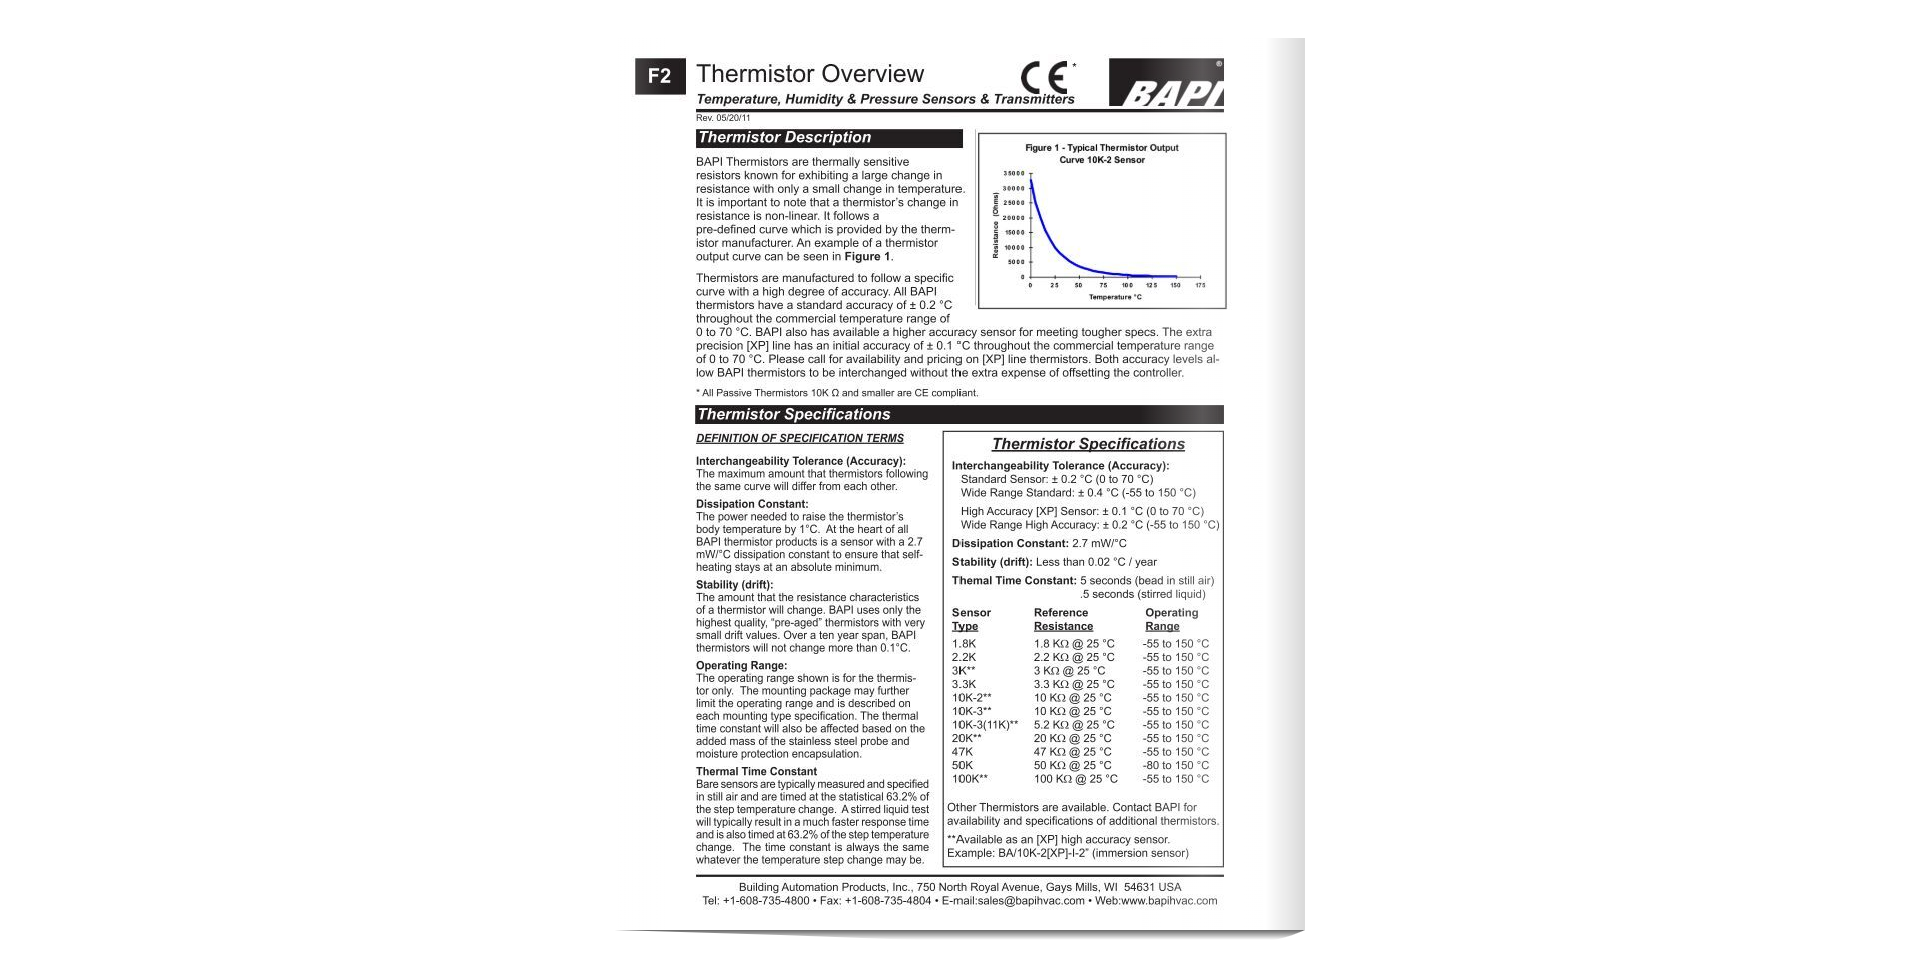 F2
Thermistor Overview
CE*
BAPI®
Temperature, Humidity & Pressure Sensors & Transmitters
Rev. 05/20/11
Thermistor Description
BAPI Thermistors are thermally sensitive
resistors known for exhibiting a large change in
resistance with only a small change in temperature.
It is important to note that a thermistor's change in
resistance is non-linear. It follows a
pre-defined curve which is provided by the therm-
istor manufacturer. An example of a thermistor
output curve can be seen in Figure 1.
Thermistors are manufactured to follow a specific
curve with a high degree of accuracy. All BAPI
thermistors have a standard accuracy of ± 0.2 °C
throughout the commercial temperature range of
0 to 70 °C. BAPI also has available a higher accuracy sensor for meeting tougher specs. The extra
precision [XP] line has an initial accuracy of ± 0.1 °C throughout the commercial temperature range
of 0 to 70 °C. Please call for availability and pricing on [XP] line thermistors. Both accuracy levels al-
low BAPI thermistors to be interchanged without the extra expense of offsetting the controller.
* All Passive Thermistors 10K Ω and smaller are CE compliant.
Figure 1 - Typical Thermistor Output
Curve 10K-2 Sensor
Resistance (Ohms)
35000
30000
25000
20000
15000
10000
5000
0
0 25 50 75 100 125 150 175
Temperature °C
Thermistor Specifications
DEFINITION OF SPECIFICATION TERMS
Interchangeability Tolerance (Accuracy):
The maximum amount that thermistors following
the same curve will differ from each other.
Dissipation Constant:
The power needed to raise the thermistor's
body temperature by 1°C. At the heart of all
BAPI thermistor products is a sensor with a 2.7
mW/°C dissipation constant to ensure that self-
heating stays at an absolute minimum.
Stability (drift):
The amount that the resistance characteristics
of a thermistor will change. BAPI uses only the
highest quality, "pre-aged" thermistors with very
small drift values. Over a ten year span, BAPI
thermistors will not change more than 0.1°C.
Operating Range:
The operating range shown is for the thermis-
tor only. The mounting package may further
limit the operating range and is described on
each mounting type specification. The thermal
time constant will also be affected based on the
added mass of the stainless steel probe and
moisture protection encapsulation.
Thermal Time Constant
Bare sensors are typically measured and specified
in still air and are timed at the statistical 63.2% of
the step temperature change. A stirred liquid test
will typically result in a much faster response time
and is also timed at 63.2% of the step temperature
change. The time constant is always the same
whatever the temperature step change may be.
Thermistor Specifications
Interchangeability Tolerance (Accuracy):
Standard Sensor: ± 0.2 °C (0 to 70 °C)
Wide Range Standard: ± 0.4 °C (-55 to 150 °C)
High Accuracy [XP] Sensor: ± 0.1 °C (0 to 70 °C)
Wide Range High Accuracy: ± 0.2 °C (-55 to 150 °C)
Dissipation Constant: 2.7 mW/°C
Stability (drift): Less than 0.02 °C / year
Themal Time Constant: 5 seconds (bead in still air)
.5 seconds (stirred liquid)
Sensor Reference Operating
Type Resistance Range
1.8K 1.8 KΩ @ 25 °C -55 to 150 °C
2.2K 2.2 KΩ @ 25 °C -55 to 150 °C
3K** 3 KΩ @ 25 °C -55 to 150 °C
3.3K 3.3 KΩ @ 25 °C -55 to 150 °C
10K-2** 10 KΩ @ 25 °C -55 to 150 °C
10K-3** 10 KΩ @ 25 °C -55 to 150 °C
10K-3(11K)** 5.2 KΩ @ 25 °C -55 to 150 °C
20K** 20 KΩ @ 25 °C -55 to 150 °C
47K 47 KΩ @ 25 °C -55 to 150 °C
50K 50 KΩ @ 25 °C -80 to 150 °C
100K** 100 KΩ @ 25 °C -55 to 150 °C
Other Thermistors are available. Contact BAPI for
availability and specifications of additional thermistors.
**Available as an [XP] high accuracy sensor.
Example: BA/10K-2[XP]-I-2" (immersion sensor)
Building Automation Products, Inc., 750 North Royal Avenue, Gays Mills, WI 54631 USA
Tel: +1-608-735-4800 • Fax: +1-608-735-4804 • E-mail:sales@bapihvac.com • Web:www.bapihvac.com